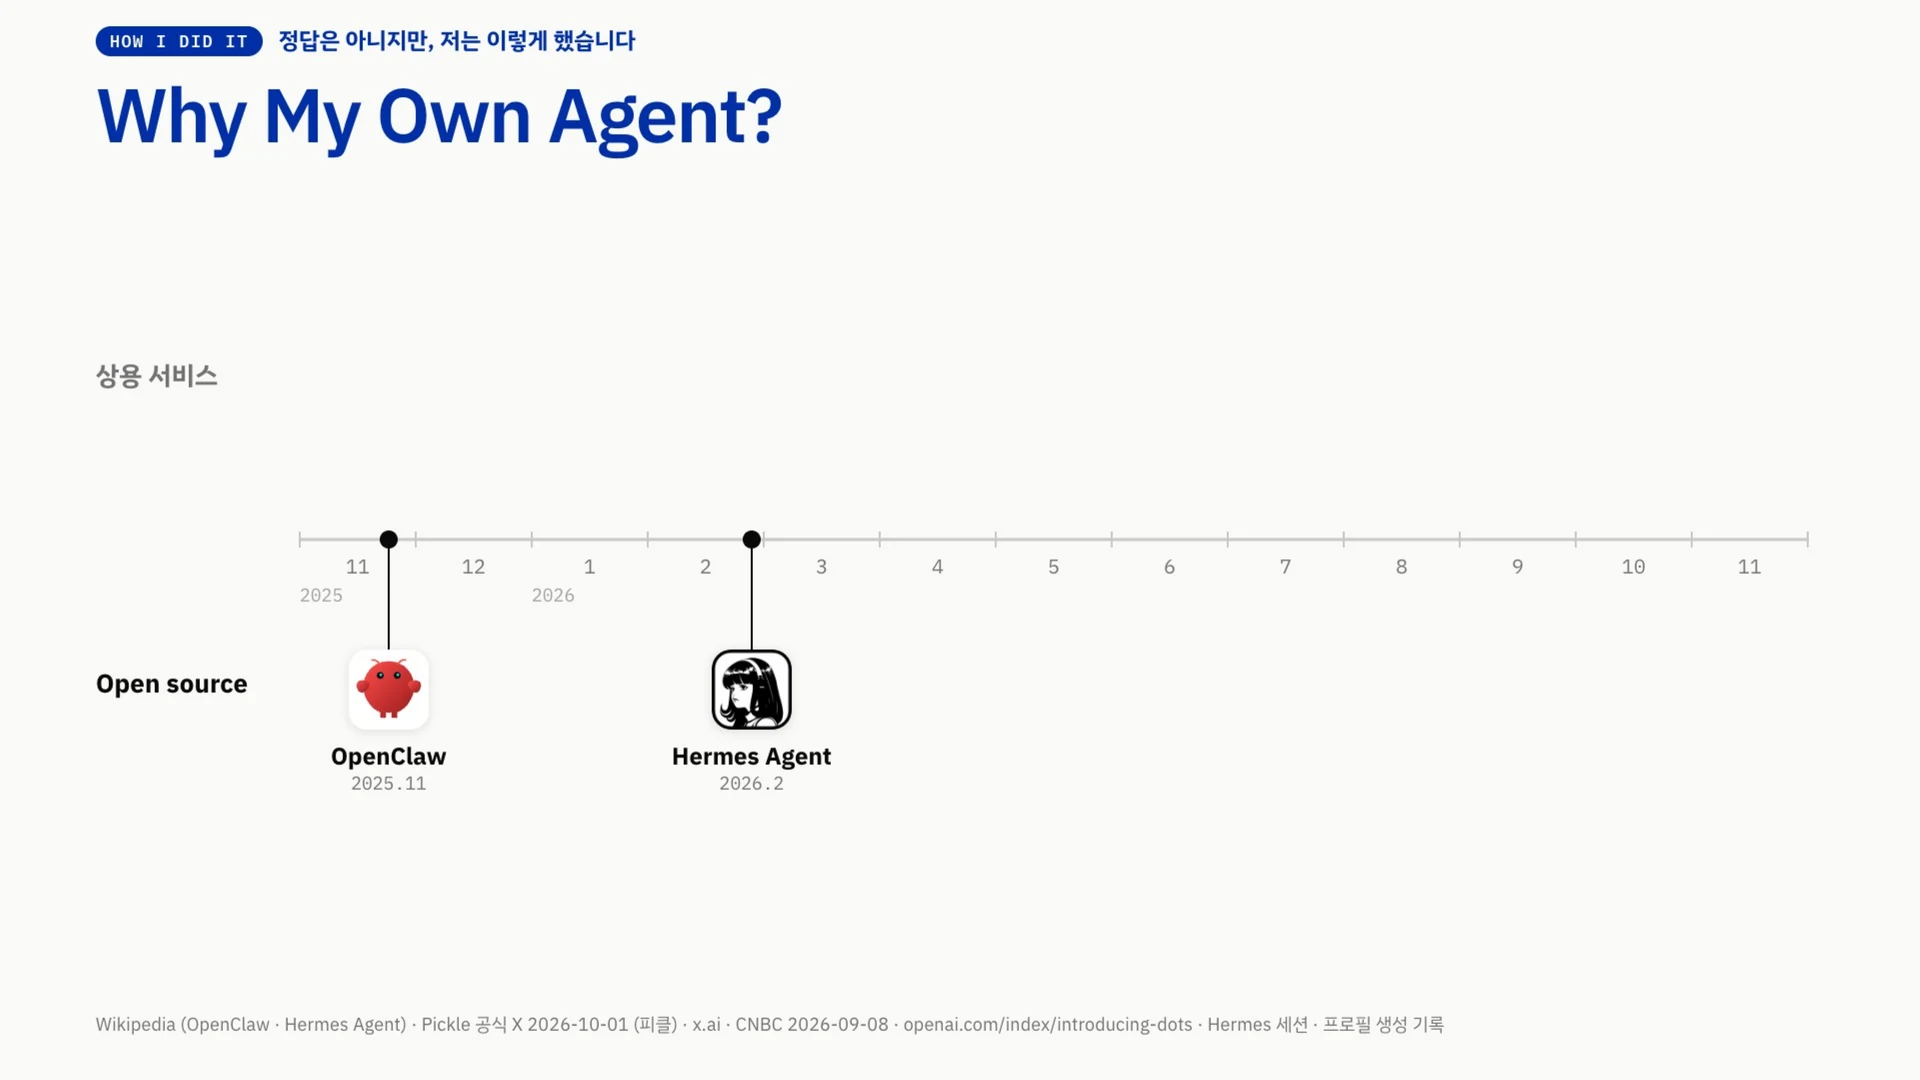 HOW I DID IT 정답은 아니지만, 저는 이렇게 했습니다
Why My Own Agent?
상용 서비스
11 12 1 2 3 4 5 6 7 8 9 10 11
2025 2026
Open source
OpenClaw Hermes Agent
2025.11 2026.2
Wikipedia (OpenClaw · Hermes Agent) · Pickle 공식 X 2026-10-01 (피클) · x.ai · CNBC 2026-09-08 · openai.com/index/introducing-dots · Hermes 세션 · 프로필 생성 기록